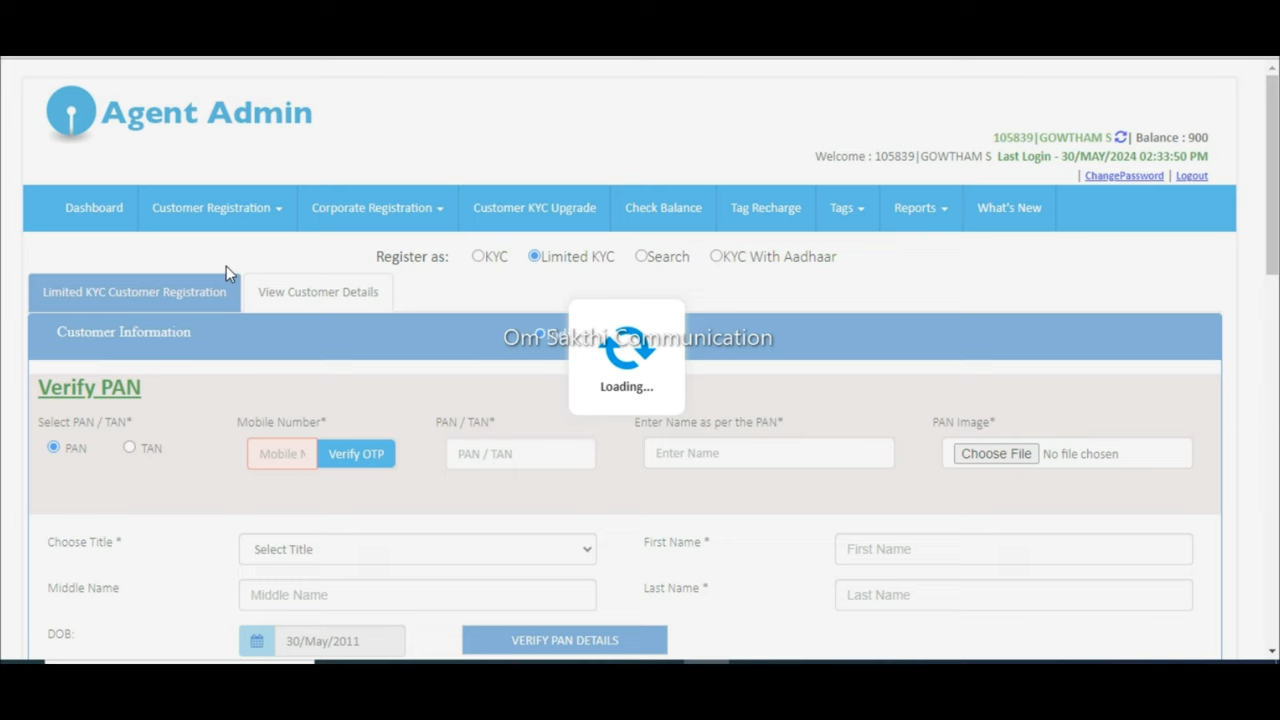 Agent Admin
105839|GOWTHAM S | Balance : 900
Welcome : 105839|GOWTHAM S Last Login - 30/MAY/2024 02:33:50 PM
| ChangePassword | Logout
Dashboard Customer Registration Corporate Registration Customer KYC Upgrade Check Balance Tag Recharge Tags Reports What's New
Register as: KYC Limited KYC Search KYC With Aadhaar
Limited KYC Customer Registration View Customer Details
Customer Information
Om Sakthi Communication
Loading...
Verify PAN
Select PAN / TAN* Mobile Number* PAN / TAN* Enter Name as per the PAN* PAN Image*
PAN TAN Mobile N Verify OTP PAN / TAN Enter Name Choose File No file chosen
Choose Title * Select Title First Name * First Name
Middle Name Middle Name Last Name * Last Name
DOB: 30/May/2011 VERIFY PAN DETAILS